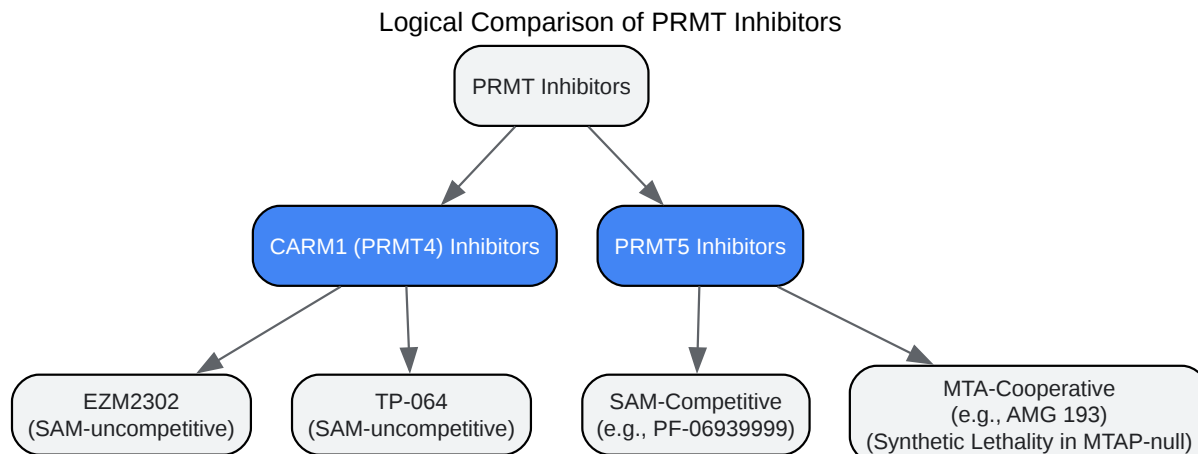 Logical Comparison of PRMT Inhibitors
PRMT Inhibitors
CARM1 (PRMT4) Inhibitors
PRMT5 Inhibitors
EZM2302
(SAM-uncompetitive)
TP-064
(SAM-uncompetitive)
SAM-Competitive
(e.g., PF-06939999)
MTA-Cooperative
(e.g., AMG 193)
(Synthetic Lethality in MTAP-null)